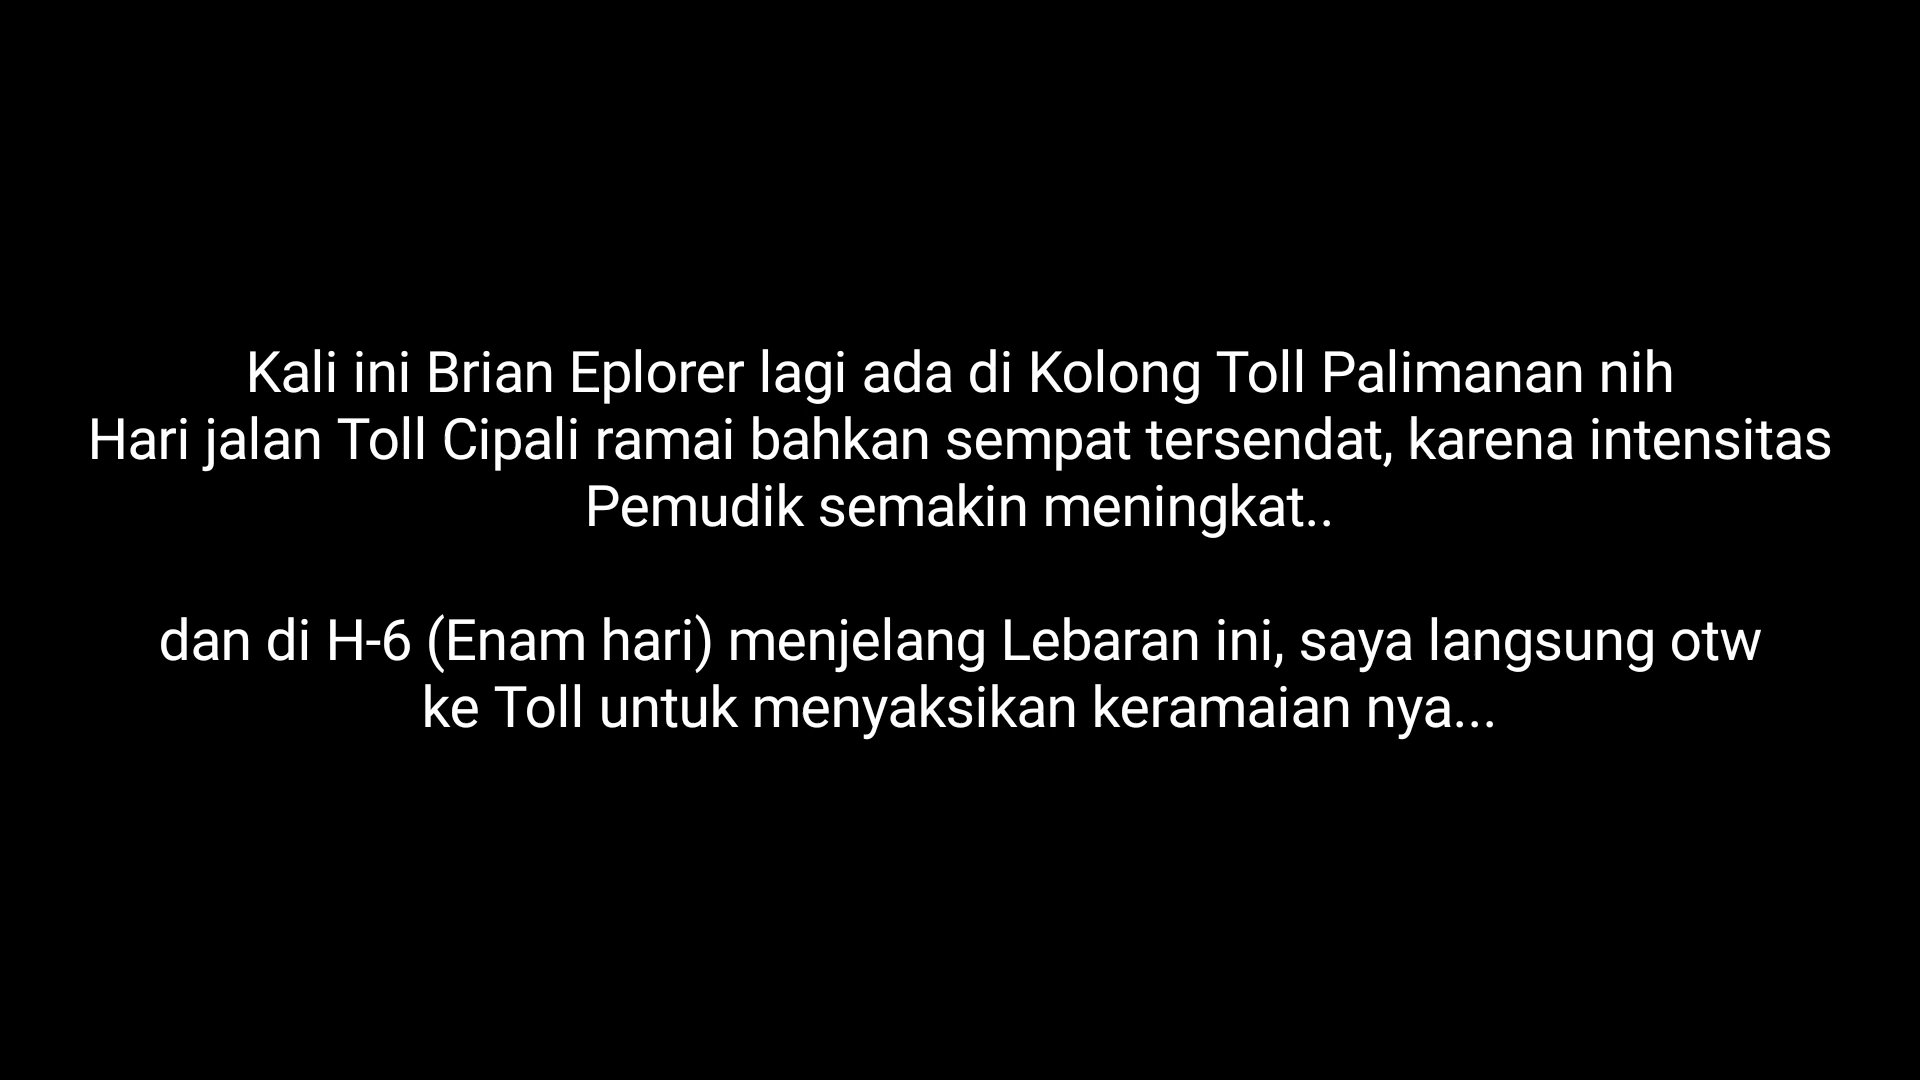 Kali ini Brian Eplorer lagi ada di Kolong Toll Palimanan nih
Hari jalan Toll Cipali ramai bahkan sempat tersendat, karena intensitas
Pemudik semakin meningkat..
dan di H-6 (Enam hari) menjelang Lebaran ini, saya langsung otw
ke Toll untuk menyaksikan keramaian nya...